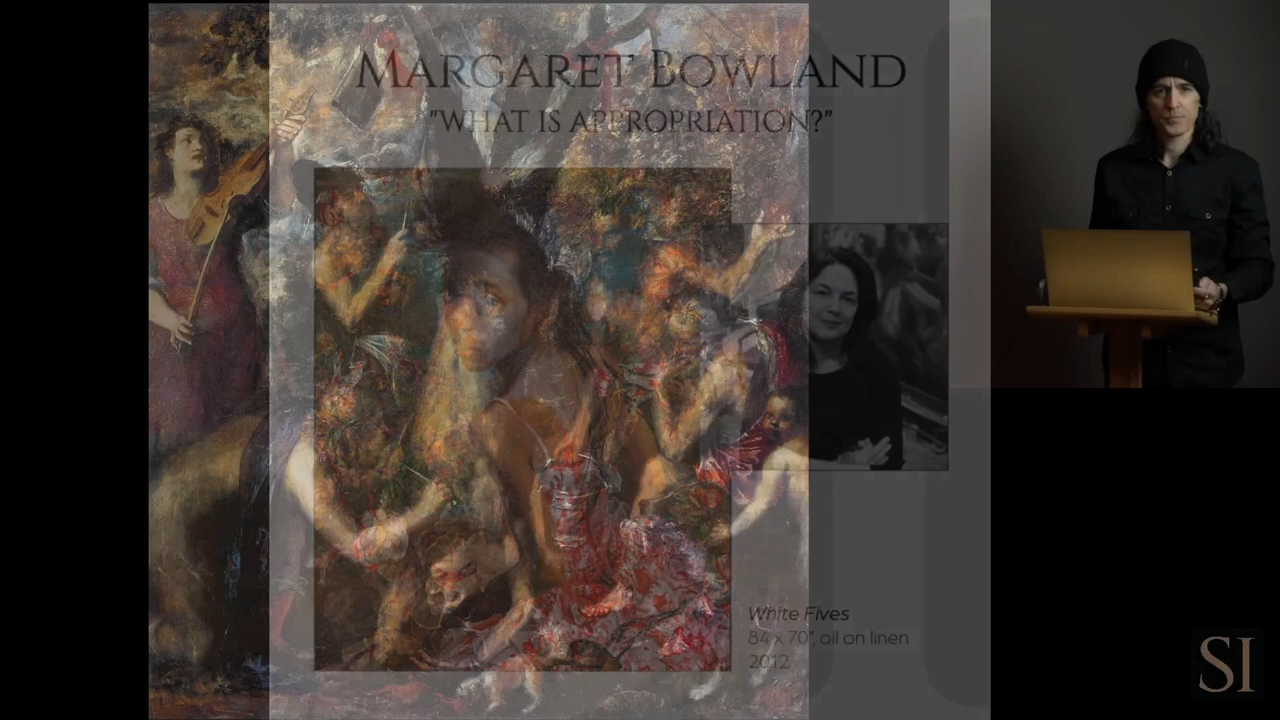 MARGARET BOWLAND
"WHAT IS APPROPRIATION?"
White Fives
84 x 70", oil on linen
2012
SI